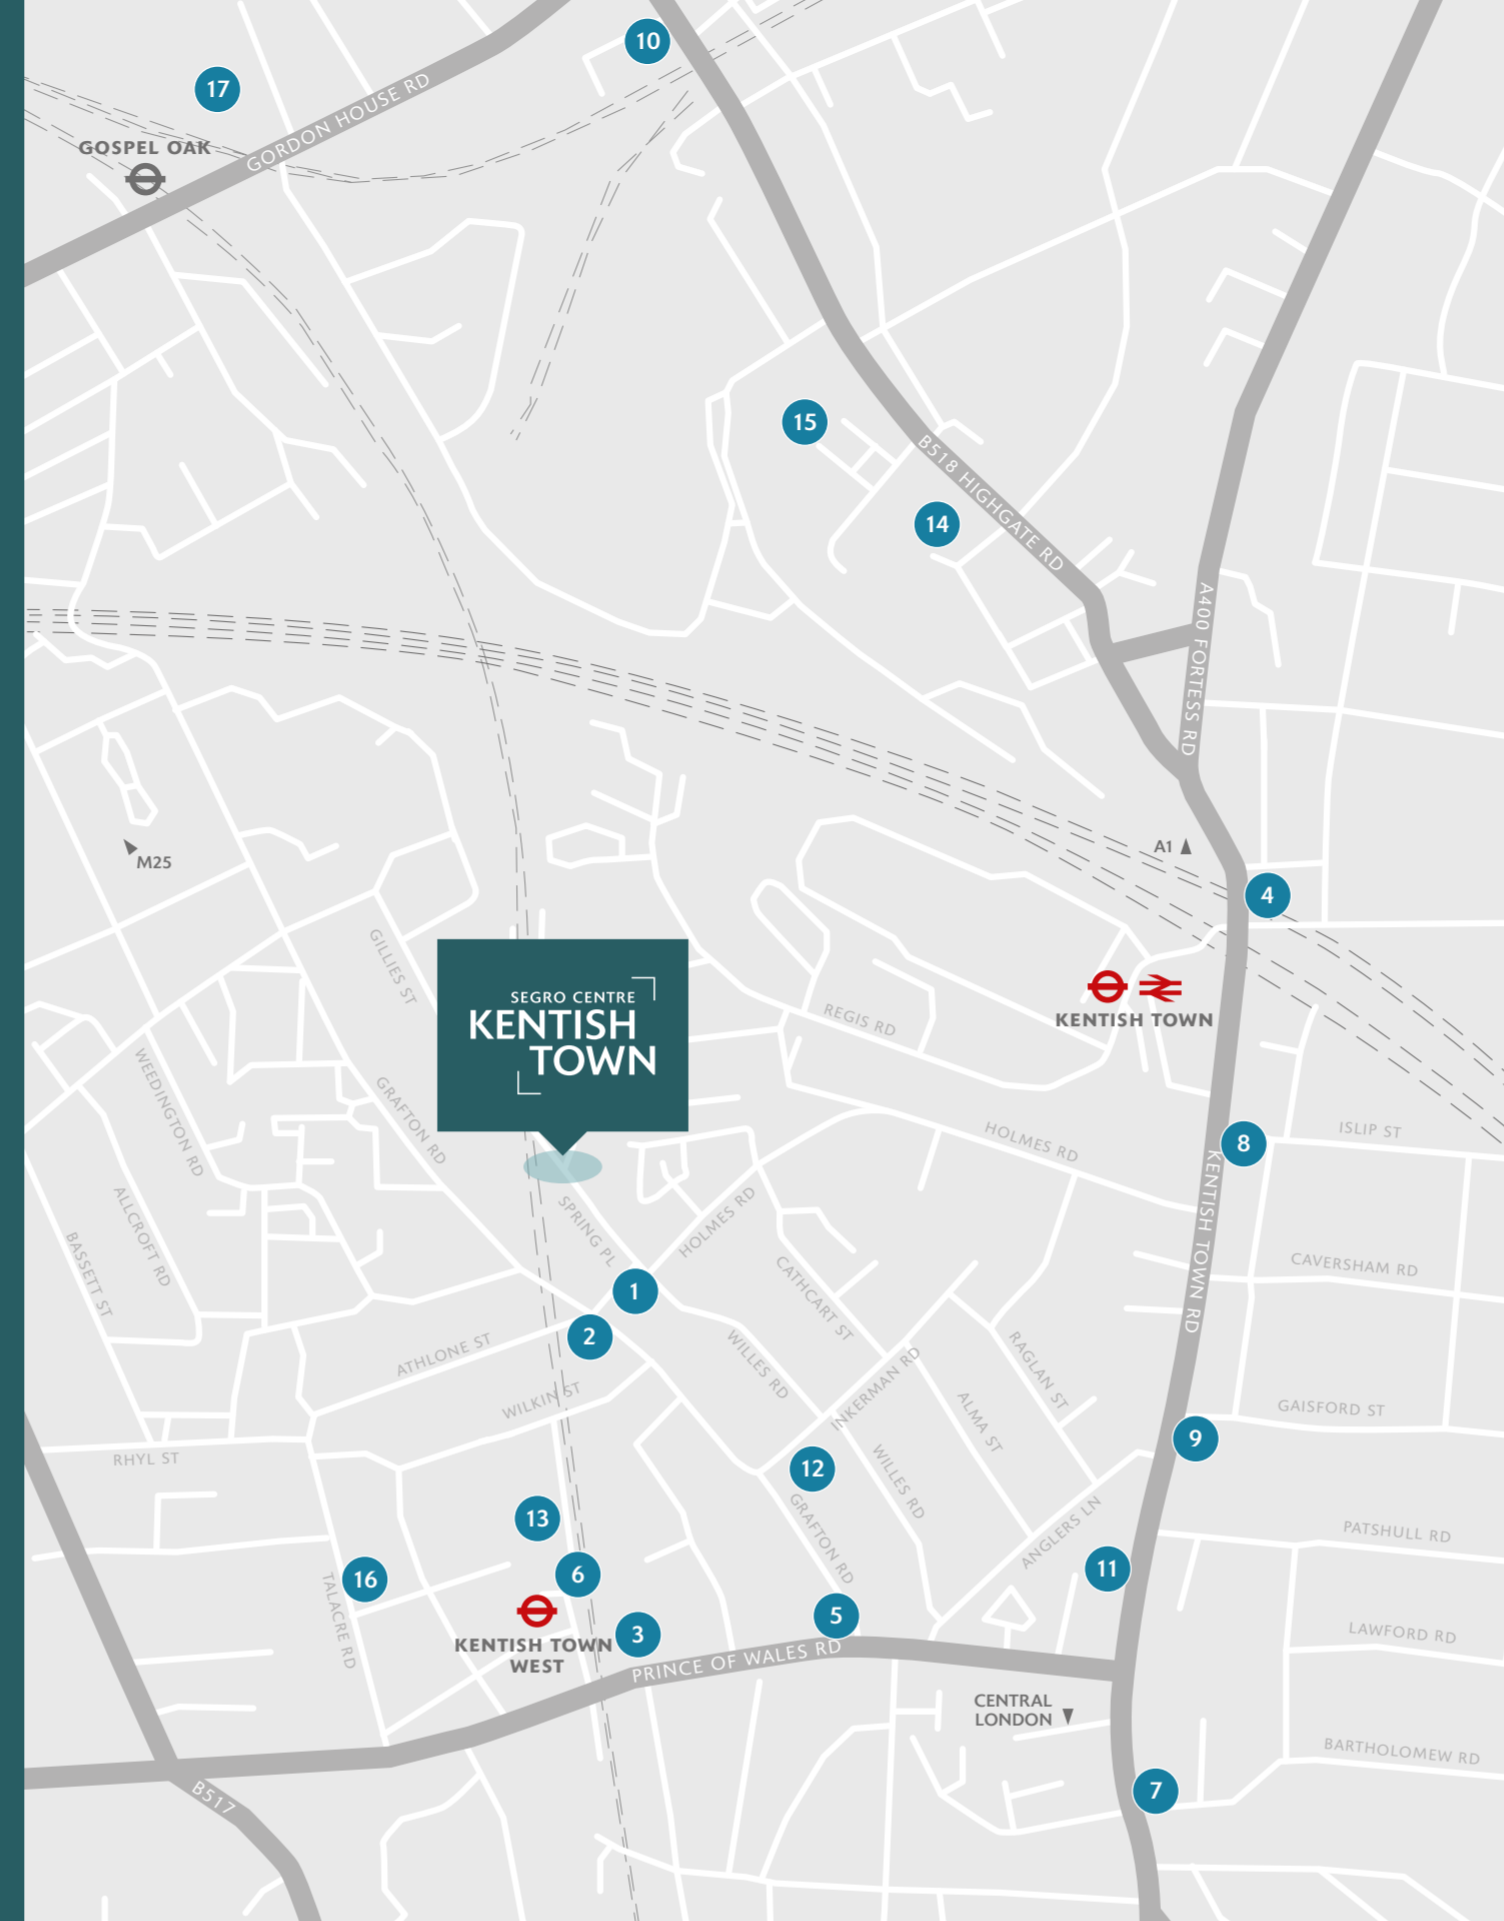 10
17
GORDON HOUSE RD
GOSPEL OAK
15
B518 HIGHGATE RD
14
A400 FORTESS RD
A1
M25
4
GILLIES ST
SEGRO CENTRE
KENTISH
TOWN
REGIS RD
KENTISH TOWN
WEEDINGTON RD
GRAFTON RD
HOLMES RD
8
ISLIP ST
KENTISH TOWN RD
ALLCROFT RD
BASSETT ST
SPRING PL
HOLMES RD
CATHCART ST
CAVERSHAM RD
1
2
ATHLONE ST
WILLES RD
INKERMAN RD
RAGLAN ST
WILKIN ST
ALMA ST
GAISFORD ST
9
RHYL ST
12
WILLES RD
GRAFTON RD
ANGLERS LN
13
PATSHULL RD
16
6
11
TALACRE RD
5
3
KENTISH TOWN
WEST
PRINCE OF WALES RD
LAWFORD RD
CENTRAL
LONDON
BARTHOLOMEW RD
B517
7